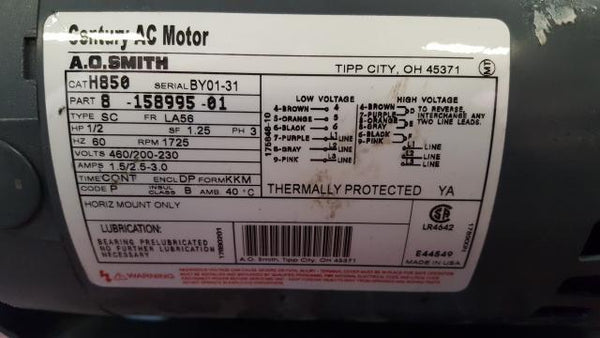 Century AC Motor
A.O.SMITH TIPP CITY, OH 45371
CAT H850 SERIAL BY01-31
PART 8 -158995 -01
TYPE SC FR LA56
HP 1/2 SF 1.25 PH 3
HZ 60 RPM 1725
VOLTS 460/200-230
AMPS 1.5/2.5-3.0
TIME CONT ENCL DP FORM KKM
CODE P INSUL CLASS B AMB. 40 °C
HORIZ MOUNT ONLY
LUBRICATION:
BEARING PRELUBRICATED
NO FURTHER LUBRICATION
NECESSARY
LOW VOLTAGE
4-BROWN 4
5-ORANGE 5
6-BLACK 6
7-PURPLE L1 LINE
8-GRAY L2 LINE
9-PINK L3 LINE
HIGH VOLTAGE
4-BROWN
7-PURPLE
5-ORANGE
8-GRAY
6-BLACK
9-PINK
LINE
LINE
LINE
TO REVERSE,
INTERCHANGE ANY
TWO LINE LEADS.
THERMALLY PROTECTED YA
LR4642
A.O. Smith, Tipp City, OH 45371
E44549
MADE IN USA
WARNING